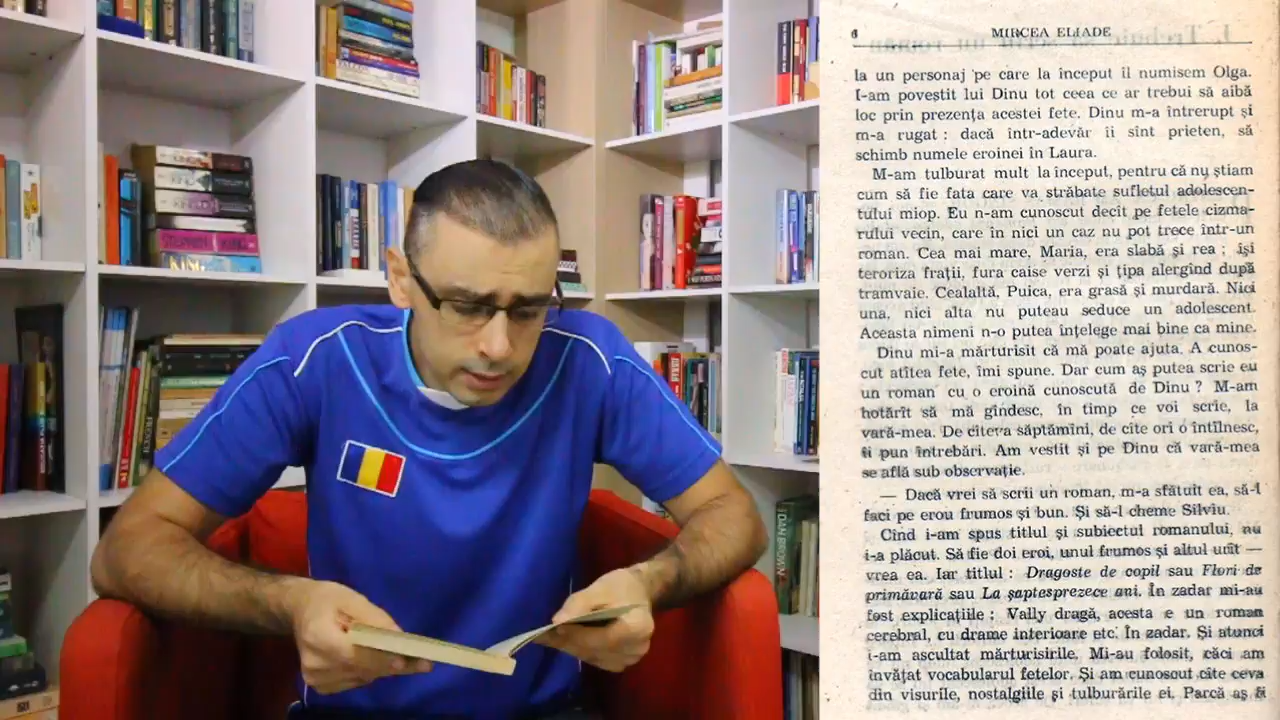 KING
STEPHEN KING
KING
6 MIRCEA ELIADE
la un personaj pe care la început îl numisem Olga.
I-am povestit lui Dinu tot ceea ce ar trebui să aibă
loc prin prezența acestei fete. Dinu m-a întrerupt și
m-a rugat : dacă într-adevăr îi sînt prieten, să
schimb numele eroinei în Laura.
M-am tulburat mult la început, pentru că nu știam
cum să fie fata care va străbate sufletul adolescen-
tului miop. Eu n-am cunoscut decît pe fetele cizma-
rului vecin, care în nici un caz nu pot trece într-un
roman. Cea mai mare, Maria, era slabă și rea ; își
teroriza frații, fura caise verzi și țipa alergînd după
tramvaie. Cealaltă, Puica, era grasă și murdară. Nici
una, nici alta nu puteau seduce un adolescent.
Aceasta nimeni n-o putea înțelege mai bine ca mine.
Dinu mi-a mărturisit că mă poate ajuta. A cunos-
cut atîtea fete, îmi spune. Dar cum aș putea scrie eu
un roman cu o eroină cunoscută de Dinu ? M-am
hotărît să mă gîndesc, în timp ce voi scrie, la
vară-mea. De cîteva săptămîni, de cîte ori o întîlnesc,
îi pun întrebări. Am vestit și pe Dinu că vară-mea
se află sub observație.
— Dacă vrei să scrii un roman, m-a sfătuit ea, să-l
faci pe erou frumos și bun. Și să-l cheme Silviu.
Cînd i-am spus titlul și subiectul romanului, nu
i-a plăcut. Să fie doi eroi, unul frumos și altul urît —
vrea ea. Iar titlul : Dragoste de copil sau Flori de
primăvară sau La șaptesprezece ani. În zadar mi-au
fost explicațiile : Vally dragă, acesta e un roman
cerebral, cu drame interioare etc. În zadar. Și atunci
i-am ascultat mărturisirile. Mi-au folosit, căci am
învățat vocabularul fetelor. Și am cunoscut cîte ceva
din visurile, nostalgiile și tulburările ei. Parcă aș fi